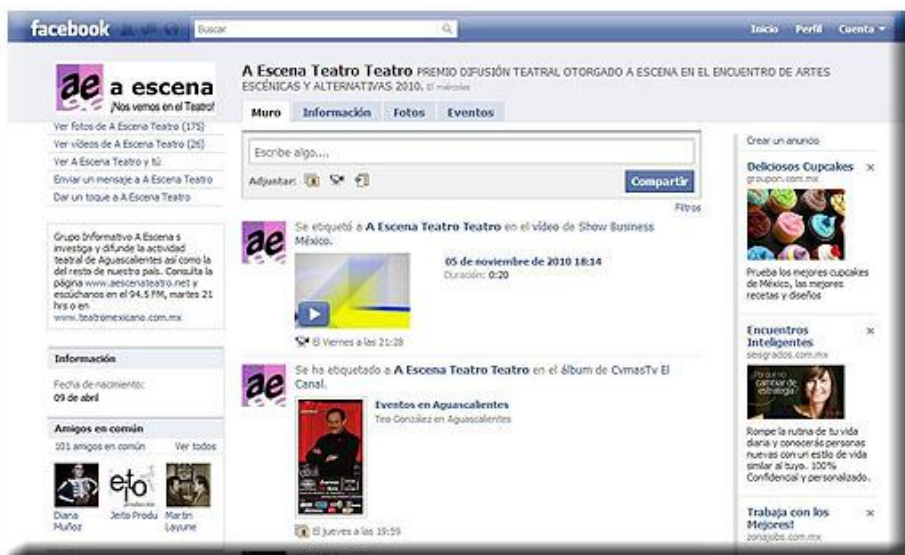 facebook
Buscar
Inicio Perfil Cuenta
ae a escena
¡Nos vemos en el Teatro!
Ver fotos de A Escena Teatro (175)
Ver vídeos de A Escena Teatro (26)
Ver A Escena Teatro y tú
Enviar un mensaje a A Escena Teatro
Dar un toque a A Escena Teatro
Grupo Informativo A Escena s
investiga y difunde la actividad
teatral de Aguascalientes así como la
del resto de nuestro país. Consulta la
página www.aescenateatro.net y
escúchanos en el 94.5 FM, martes 21
hrs o en
www.teatromexicano.com.mx
Información
Fecha de nacimiento:
09 de abril
Amigos en común
101 amigos en común Ver todos
eto
Diana
Muñoz
Jeito Produ
Martin
Layune
A Escena Teatro Teatro PREMIO DIFUSIÓN TEATRAL OTORGADO A ESCENA EN EL ENCUENTRO DE ARTES
ESCÉNICAS Y ALTERNATIVAS 2010. El miércoles
Muro Información Fotos Eventos
Escribe algo....
Adjuntar: Compartir
Filtros
ae
Se etiquetó a A Escena Teatro Teatro en el vídeo de Show Business
México.
05 de noviembre de 2010 18:14
Duración: 0:20
El Viernes a las 21:28
ae
Se ha etiquetado a A Escena Teatro Teatro en el álbum de CvmasTv El
Canal.
Eventos en Aguascalientes
Teo González en Aguascalientes
El jueves a las 19:59
Crear un anuncio
Deliciosos Cupcakes x
groupon.com.mx
Prueba los mejores cupcakes
de México, las mejores
recetas y diseños
Encuentros x
Inteligentes
seisgrados.com.mx
Porque no
cambiar de
estrategia?
Rompe la rutina de tu vida
diaria y conocerás personas
nuevas con un estilo de vida
similar al tuyo. 100%
Confidencial y personalizado.
Trabaja con los x
Mejores!
zonajobs.com.mx